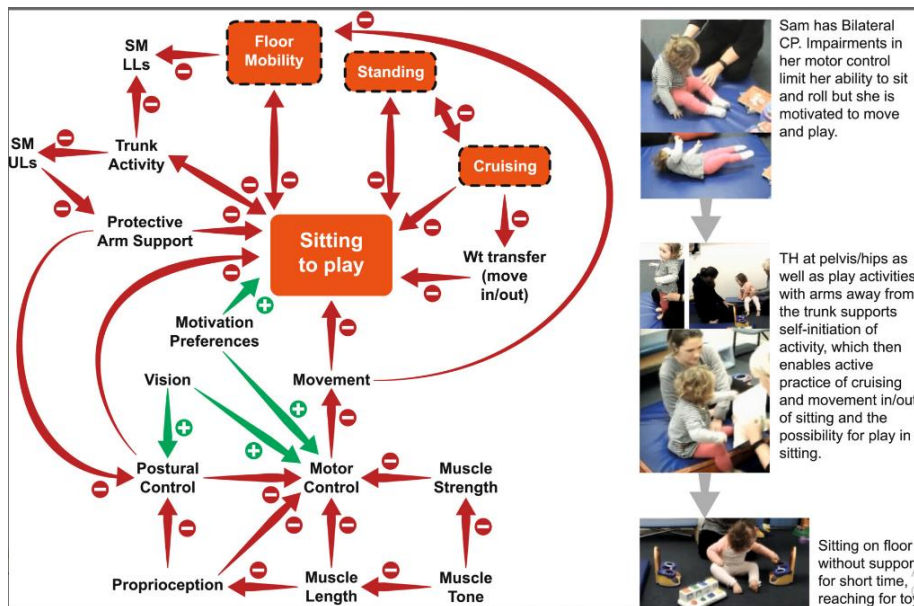 SM
LLs
Floor
Mobility
Standing
SM
ULs
Trunk
Activity
Cruising
Protective
Arm Support
Sitting
to play
Wt transfer
(move
in/out)
Motivation
Preferences
Vision
Movement
Postural
Control
Motor
Control
Muscle
Strength
Proprioception
Muscle
Length
Muscle
Tone
Sam has Bilateral
CP. Impairments in
her motor control
limit her ability to sit
and roll but she is
motivated to move
and play.
TH at pelvis/hips as
well as play activities
with arms away from
the trunk supports
self-initiation of
activity, which then
enables active
practice of cruising
and movement in/out
of sitting and the
possibility for play in
sitting.
Sitting on floor
without support
for short time,
reaching for toy